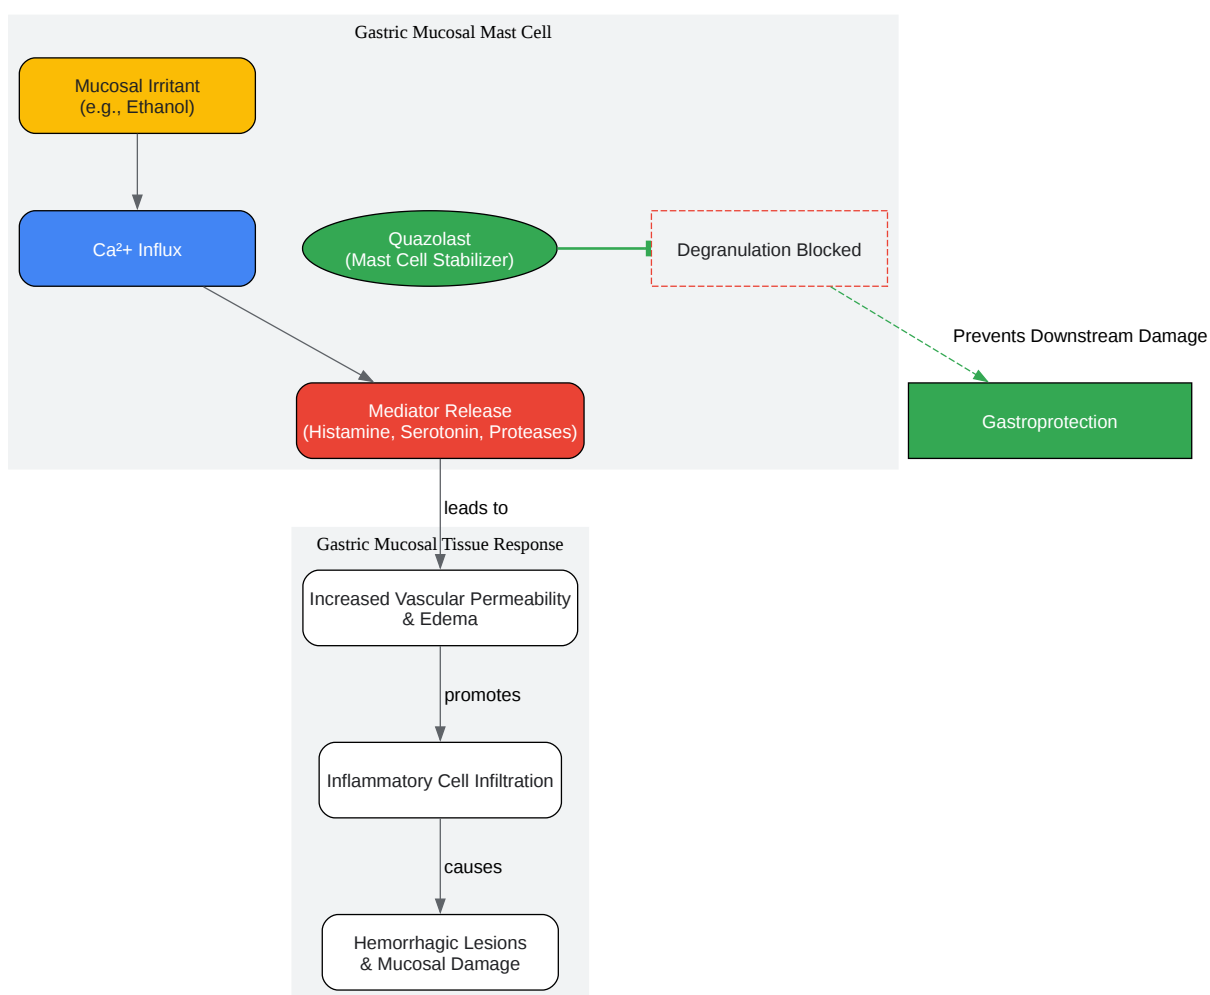 Gastric Mucosal Mast Cell
Mucosal Irritant
(e.g., Ethanol)
Ca²+ Influx
Quazolast
(Mast Cell Stabilizer)
Degranulation Blocked
Prevents Downstream Damage
Mediator Release
(Histamine, Serotonin, Proteases)
Gastroprotection
leads to
Gastric Mucosal Tissue Response
Increased Vascular Permeability
& Edema
promotes
Inflammatory Cell Infiltration
causes
Hemorrhagic Lesions
& Mucosal Damage